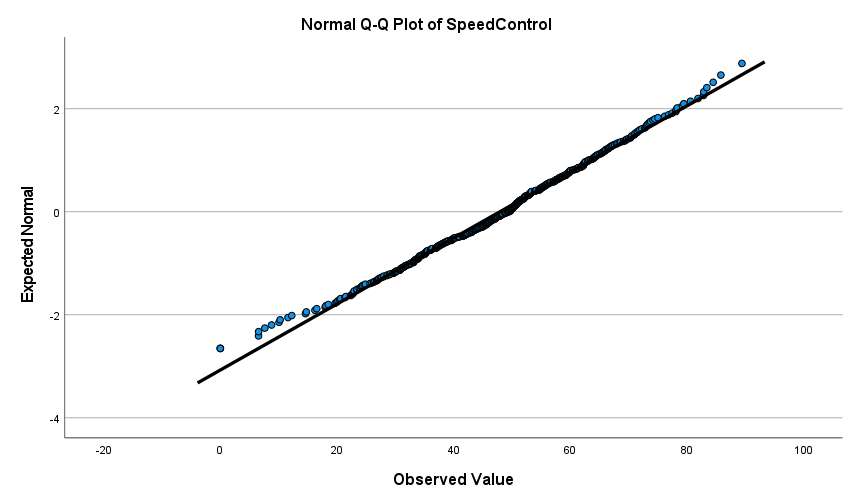 Normal Q-Q Plot of SpeedControl
Expected Normal
2
0
-2
-4
-20 0 20 40 60 80 100
Observed Value